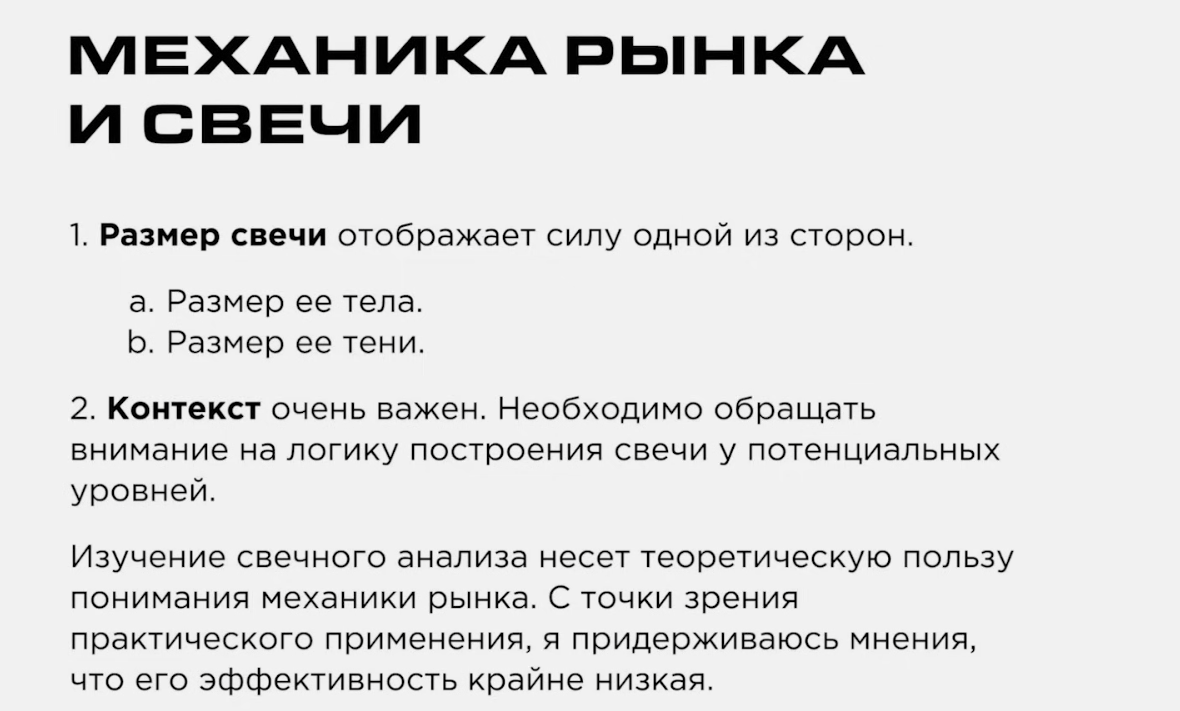 МЕХАНИКА РЫНКА
И СВЕЧИ
1. Размер свечи отображает силу одной из сторон.
a. Размер ее тела.
b. Размер ее тени.
2. Контекст очень важен. Необходимо обращать
внимание на логику построения свечи у потенциальных
уровней.
Изучение свечного анализа несет теоретическую пользу
понимания механики рынка. С точки зрения
практического применения, я придерживаюсь мнения,
что его эффективность крайне низкая.